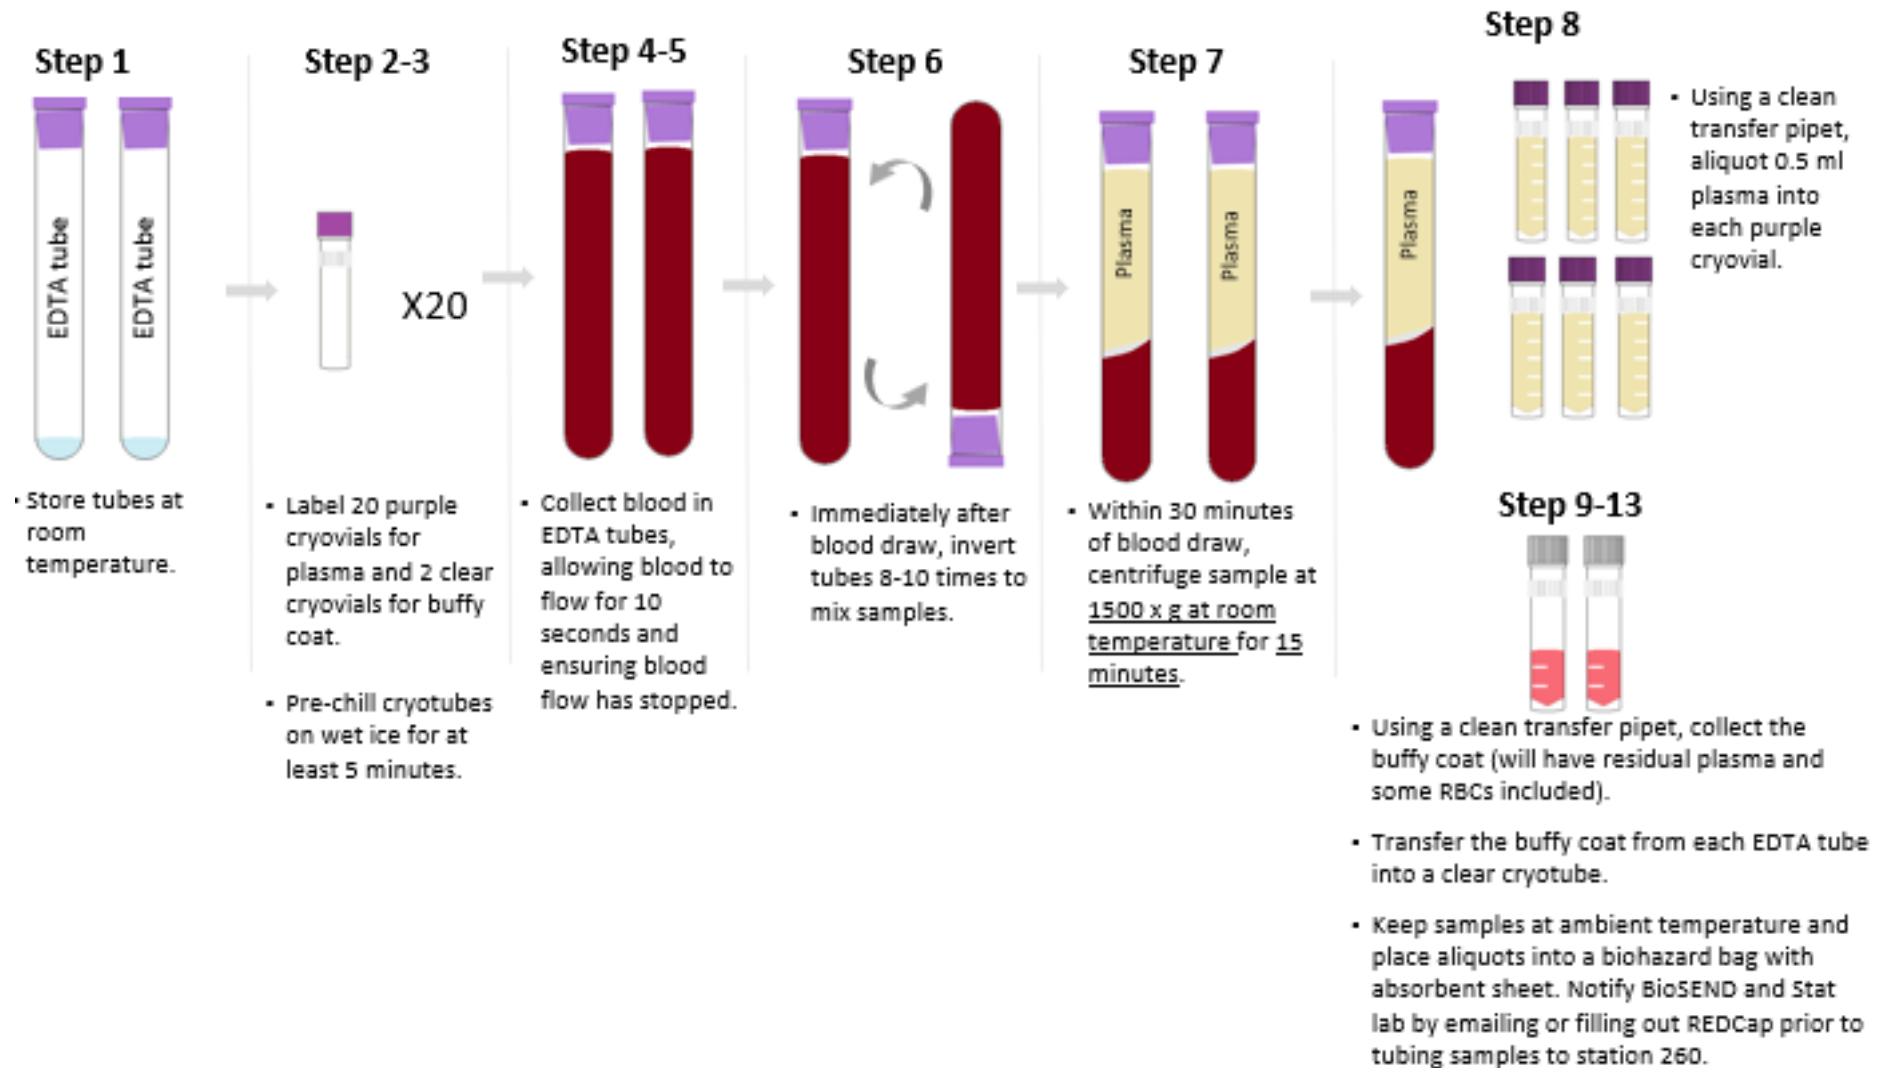 Step 1
EDTA tube
EDTA tube
▪ Store tubes at
room
temperature.
Step 2-3
X20
▪ Label 20 purple
cryovials for
plasma and 2 clear
cryovials for buffy
coat.
▪ Pre-chill cryotubes
on wet ice for at
least 5 minutes.
Step 4-5
▪ Collect blood in
EDTA tubes,
allowing blood to
flow for 10
seconds and
ensuring blood
flow has stopped.
Step 6
▪ Immediately after
blood draw, invert
tubes 8-10 times to
mix samples.
Step 7
Plasma
Plasma
▪ Within 30 minutes
of blood draw,
centrifuge sample at
1500 x g at room
temperature for 15
minutes.
Step 8
Plasma
▪ Using a clean
transfer pipet,
aliquot 0.5 ml
plasma into
each purple
cryovial.
Step 9-13
▪ Using a clean transfer pipet, collect the
buffy coat (will have residual plasma and
some RBCs included).
▪ Transfer the buffy coat from each EDTA tube
into a clear cryotube.
▪ Keep samples at ambient temperature and
place aliquots into a biohazard bag with
absorbent sheet. Notify BioSEND and Stat
lab by emailing or filling out REDCap prior to
tubing samples to station 260.